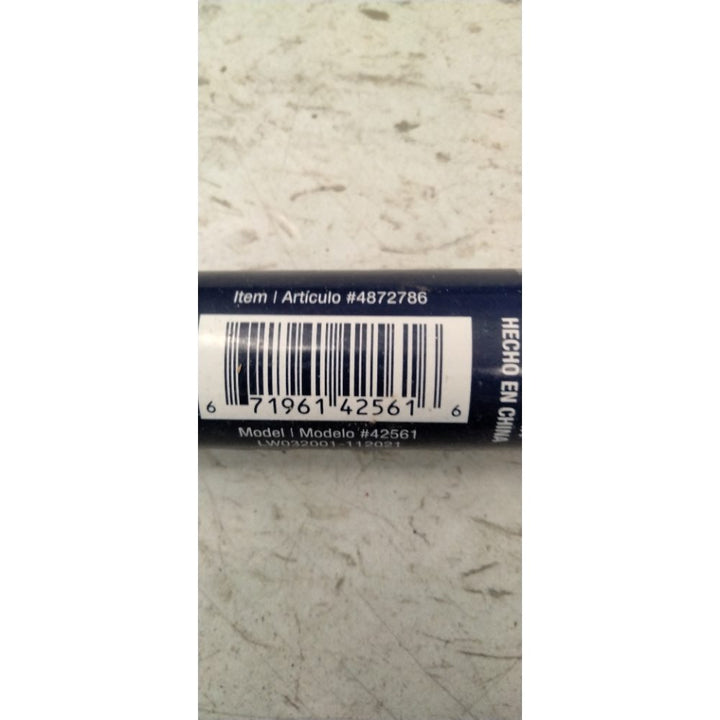 Item | Artículo #4872786
6 71961 42561 6
Model | Modelo #42561
LW032001-112021
HECHO EN CHINA